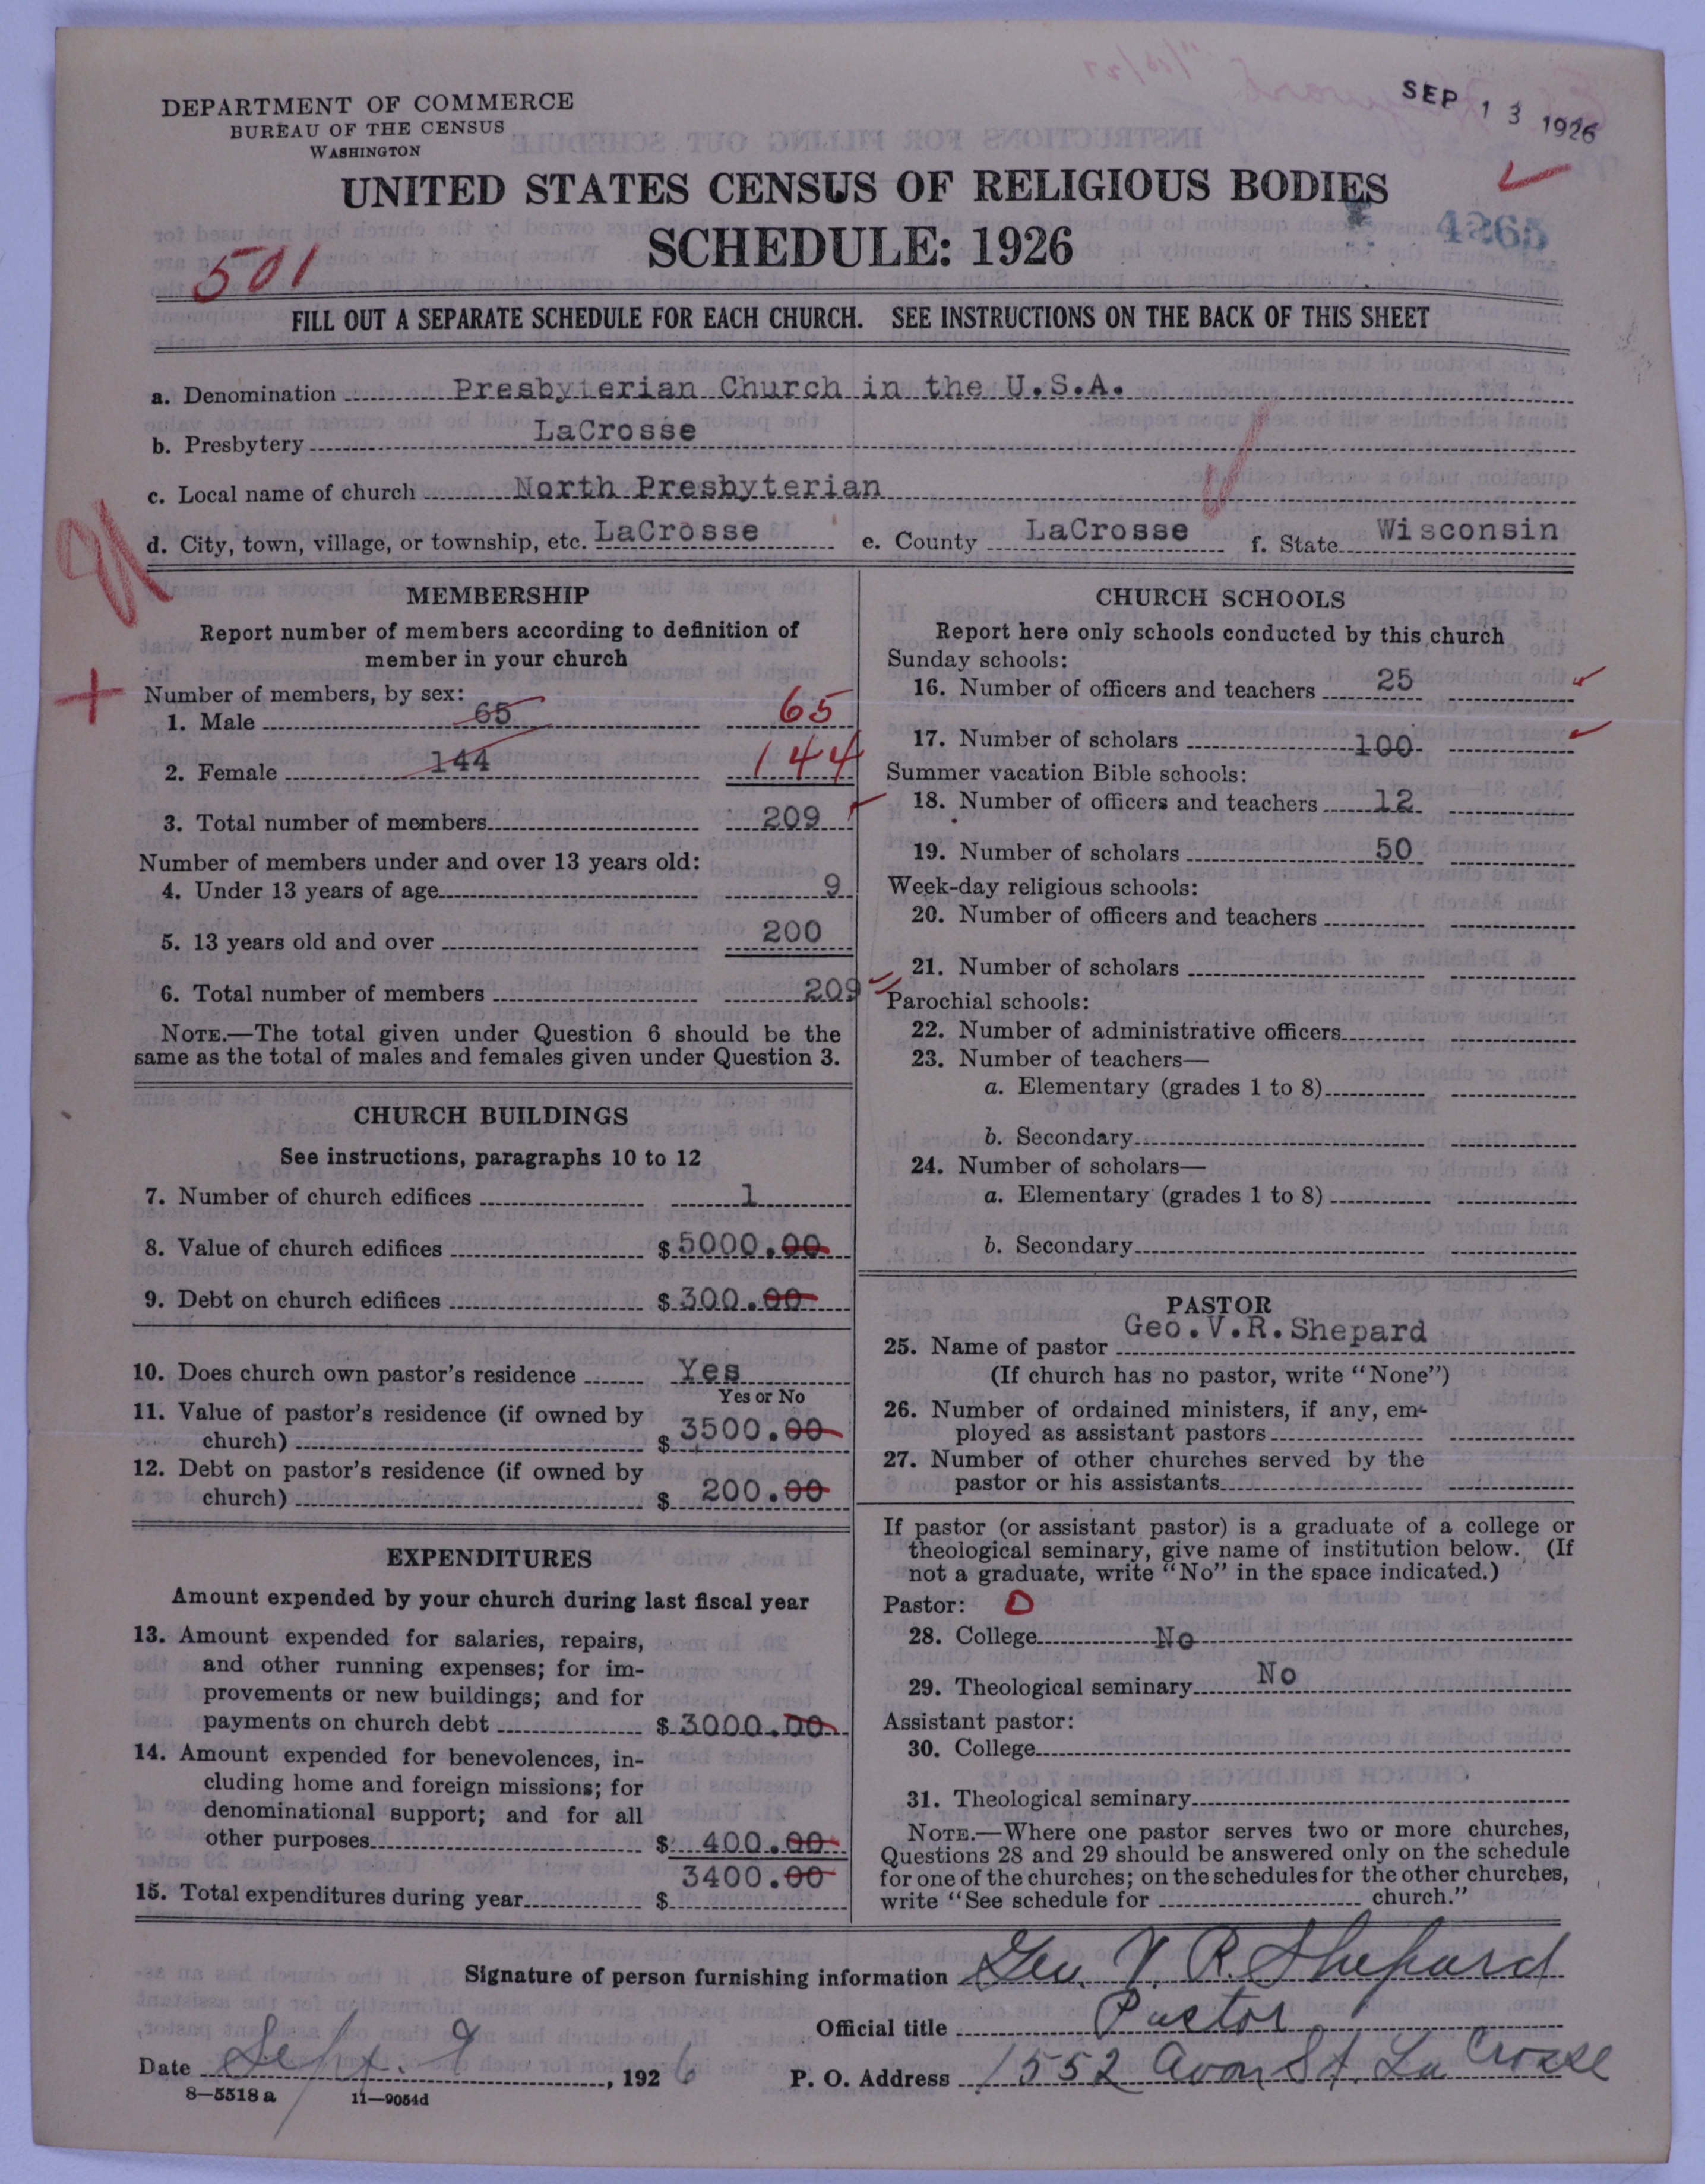 DEPARTMENT OF COMMERCE
BUREAU OF THE CENSUS
WASHINGTON
SEP 13 1926
UNITED STATES CENSUS OF RELIGIOUS BODIES
SCHEDULE: 1926
4265
501
FILL OUT A SEPARATE SCHEDULE FOR EACH CHURCH. SEE INSTRUCTIONS ON THE BACK OF THIS SHEET
a. Denomination Presbyterian Church in the U.S.A.
b. Presbytery LaCrosse
c. Local name of church North Presbyterian
d. City, town, village, or township, etc. LaCrosse e. County LaCrosse f. State Wisconsin
MEMBERSHIP
Report number of members according to definition of
member in your church
Number of members, by sex:
1. Male 65 65
2. Female 144 144
3. Total number of members 209
Number of members under and over 13 years old:
4. Under 13 years of age 9
5. 13 years old and over 200
6. Total number of members 209
NOTE.—The total given under Question 6 should be the
same as the total of males and females given under Question 3.
CHURCH BUILDINGS
See instructions, paragraphs 10 to 12
7. Number of church edifices 1
8. Value of church edifices $ 5000.00
9. Debt on church edifices $ 300.00
10. Does church own pastor's residence Yes
Yes or No
11. Value of pastor's residence (if owned by
church) $ 3500.00
12. Debt on pastor's residence (if owned by
church) $ 200.00
EXPENDITURES
Amount expended by your church during last fiscal year
13. Amount expended for salaries, repairs,
and other running expenses; for im-
provements or new buildings; and for
payments on church debt $ 3000.00
14. Amount expended for benevolences, in-
cluding home and foreign missions; for
denominational support; and for all
other purposes $ 400.00
15. Total expenditures during year $ 3400.00
CHURCH SCHOOLS
Report here only schools conducted by this church
Sunday schools:
16. Number of officers and teachers 25
17. Number of scholars 100
Summer vacation Bible schools:
18. Number of officers and teachers 12
19. Number of scholars 50
Week-day religious schools:
20. Number of officers and teachers
21. Number of scholars
Parochial schools:
22. Number of administrative officers
23. Number of teachers—
a. Elementary (grades 1 to 8)
b. Secondary
24. Number of scholars—
a. Elementary (grades 1 to 8)
b. Secondary
PASTOR
25. Name of pastor Geo.V.R.Shepard
(If church has no pastor, write "None")
26. Number of ordained ministers, if any, em-
ployed as assistant pastors
27. Number of other churches served by the
pastor or his assistants
If pastor (or assistant pastor) is a graduate of a college or
theological seminary, give name of institution below. (If
not a graduate, write "No" in the space indicated.)
Pastor: 0
28. College No
29. Theological seminary No
Assistant pastor:
30. College
31. Theological seminary
NOTE.—Where one pastor serves two or more churches,
Questions 28 and 29 should be answered only on the schedule
for one of the churches; on the schedules for the other churches,
write "See schedule for church."
Signature of person furnishing information Geo. V. R. Shepard
Official title Pastor
Date Sept. 9, 1926 P. O. Address 1552 Avon St. La Crosse
8—5518 a 11—9054d